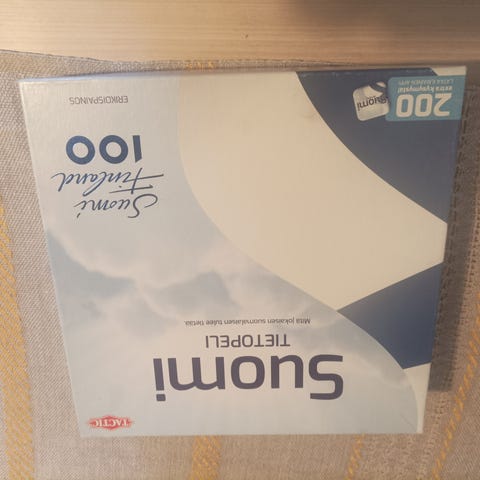 TACTIC
Suomi
TIETOPELI
Mitä jokaisen suomalaisen tulee tietää.
Suomi
Finland
100
ERIKOISPAINOS
Suomi
200
extra kysymystä!